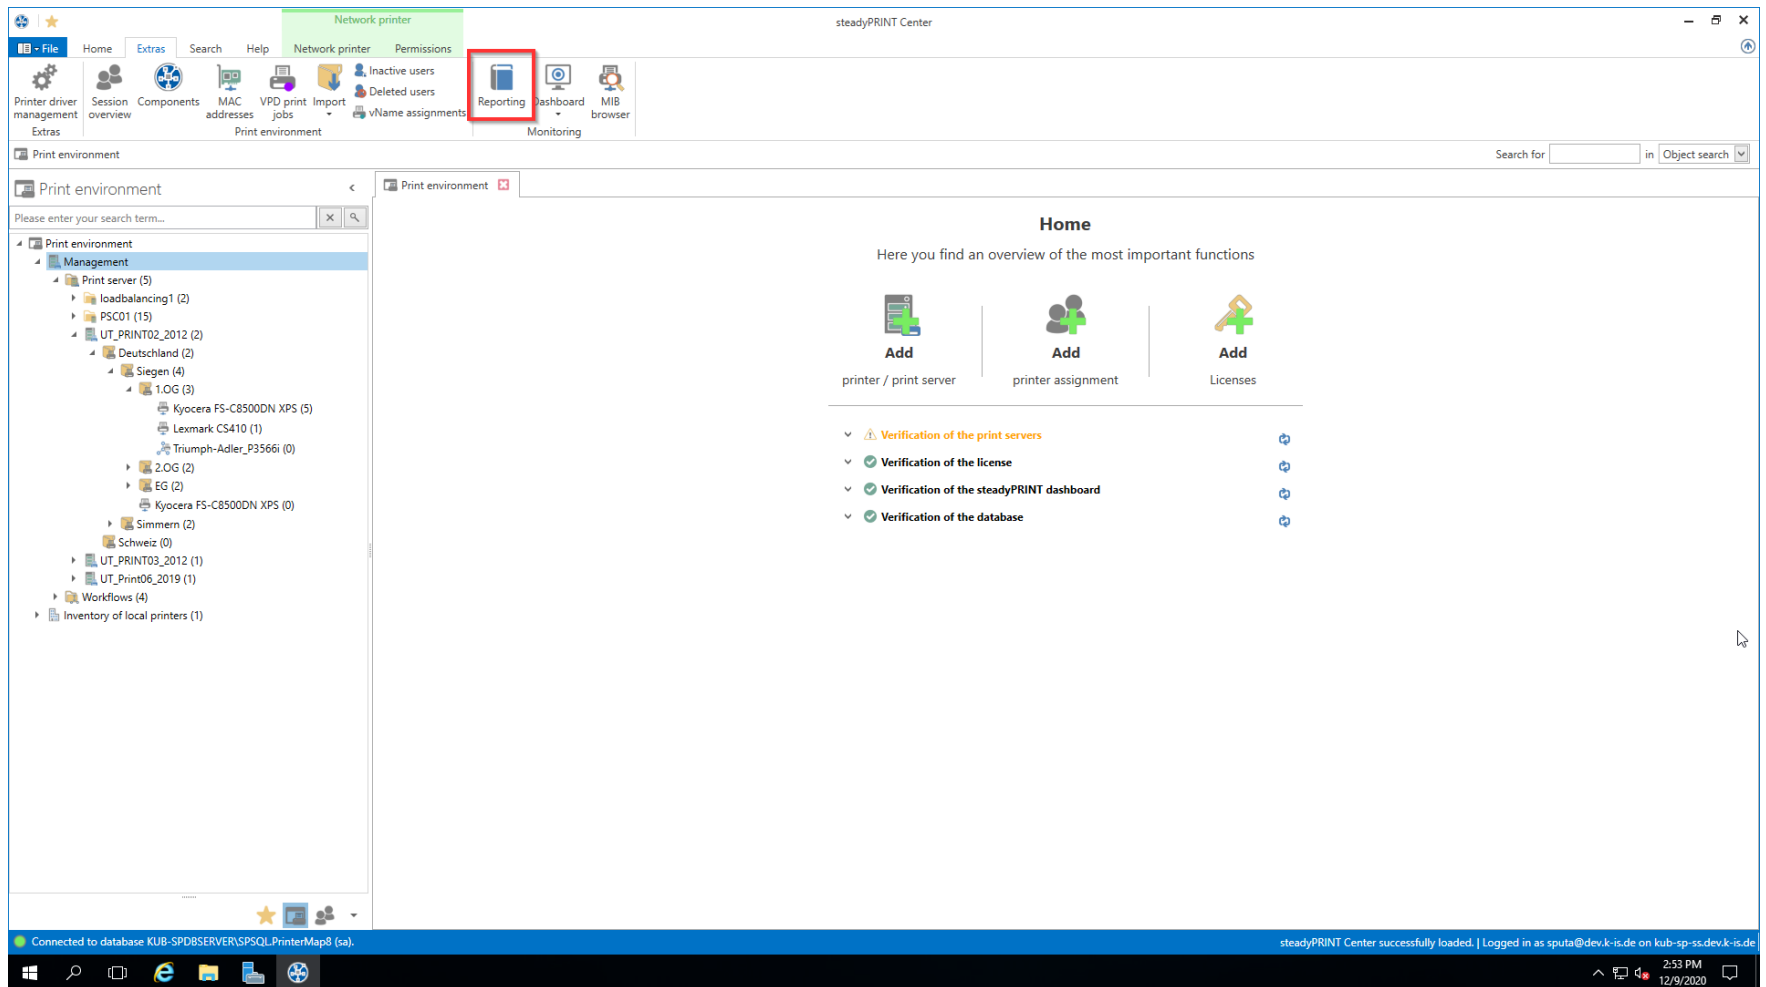 Network printer
steadyPRINT Center
File Home Extras Search Help Network printer Permissions
Printer driver management
Session overview
Components
MAC addresses
VPD print jobs
Import
Inactive users
Deleted users
vName assignments
Reporting
Dashboard
MIB browser
Extras
Print environment
Monitoring
Print environment
Search for in Object search
Print environment
Print environment
Please enter your search term...
Print environment
Management
Print server (5)
loadbalancing1 (2)
PSC01 (15)
UT_PRINT02_2012 (2)
Deutschland (2)
Siegen (4)
1.OG (3)
Kyocera FS-C8500DN XPS (5)
Lexmark CS410 (1)
Triumph-Adler_P3566i (0)
2.OG (2)
EG (2)
Kyocera FS-C8500DN XPS (0)
Simmern (2)
Schweiz (0)
UT_PRINT03_2012 (1)
UT_Print06_2019 (1)
Workflows (4)
Inventory of local printers (1)
Home
Here you find an overview of the most important functions
Add
printer / print server
Add
printer assignment
Add
Licenses
Verification of the print servers
Verification of the license
Verification of the steadyPRINT dashboard
Verification of the database
Connected to database KUB-SPDBSERVER\SPSQL.PrinterMap8 (sa).
steadyPRINT Center successfully loaded. | Logged in as sputa@dev.k-is.de on kub-sp-ss.dev.k-is.de
2:53 PM
12/9/2020